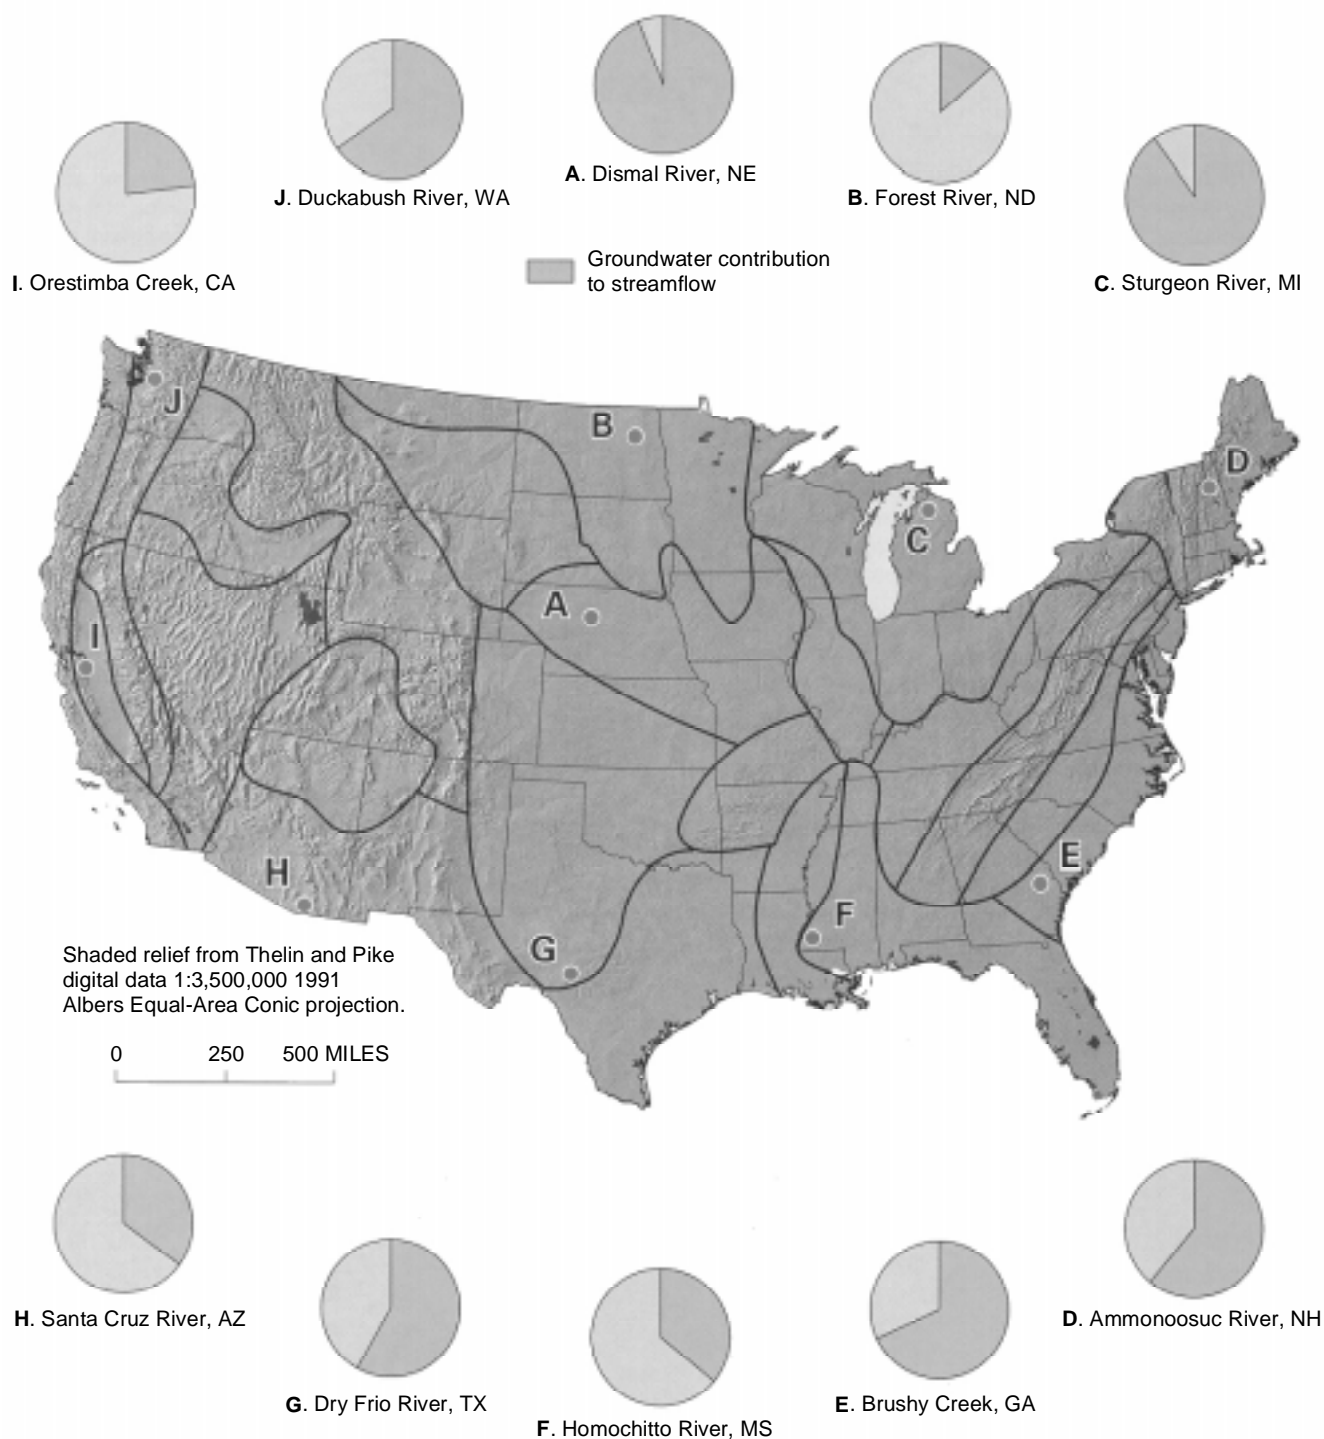 A. Dismal River, NE
J. Duckabush River, WA
B. Forest River, ND
I. Orestimba Creek, CA
Groundwater contribution
to streamflow
C. Sturgeon River, MI
J
B
D
C
A
I
H
E
F
G
Shaded relief from Thelin and Pike
digital data 1:3,500,000 1991
Albers Equal-Area Conic projection.
0 250 500 MILES
H. Santa Cruz River, AZ
D. Ammonoosuc River, NH
G. Dry Frio River, TX
E. Brushy Creek, GA
F. Homochitto River, MS